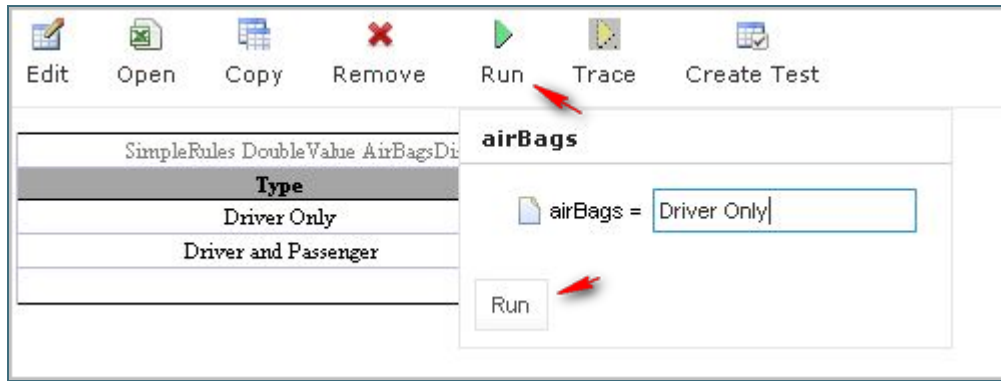 Edit Open Copy Remove Run Trace Create Test
airBags
SimpleRules DoubleValue AirBagsDi
Type
airBags = Driver Only
Driver Only
Driver and Passenger
Run